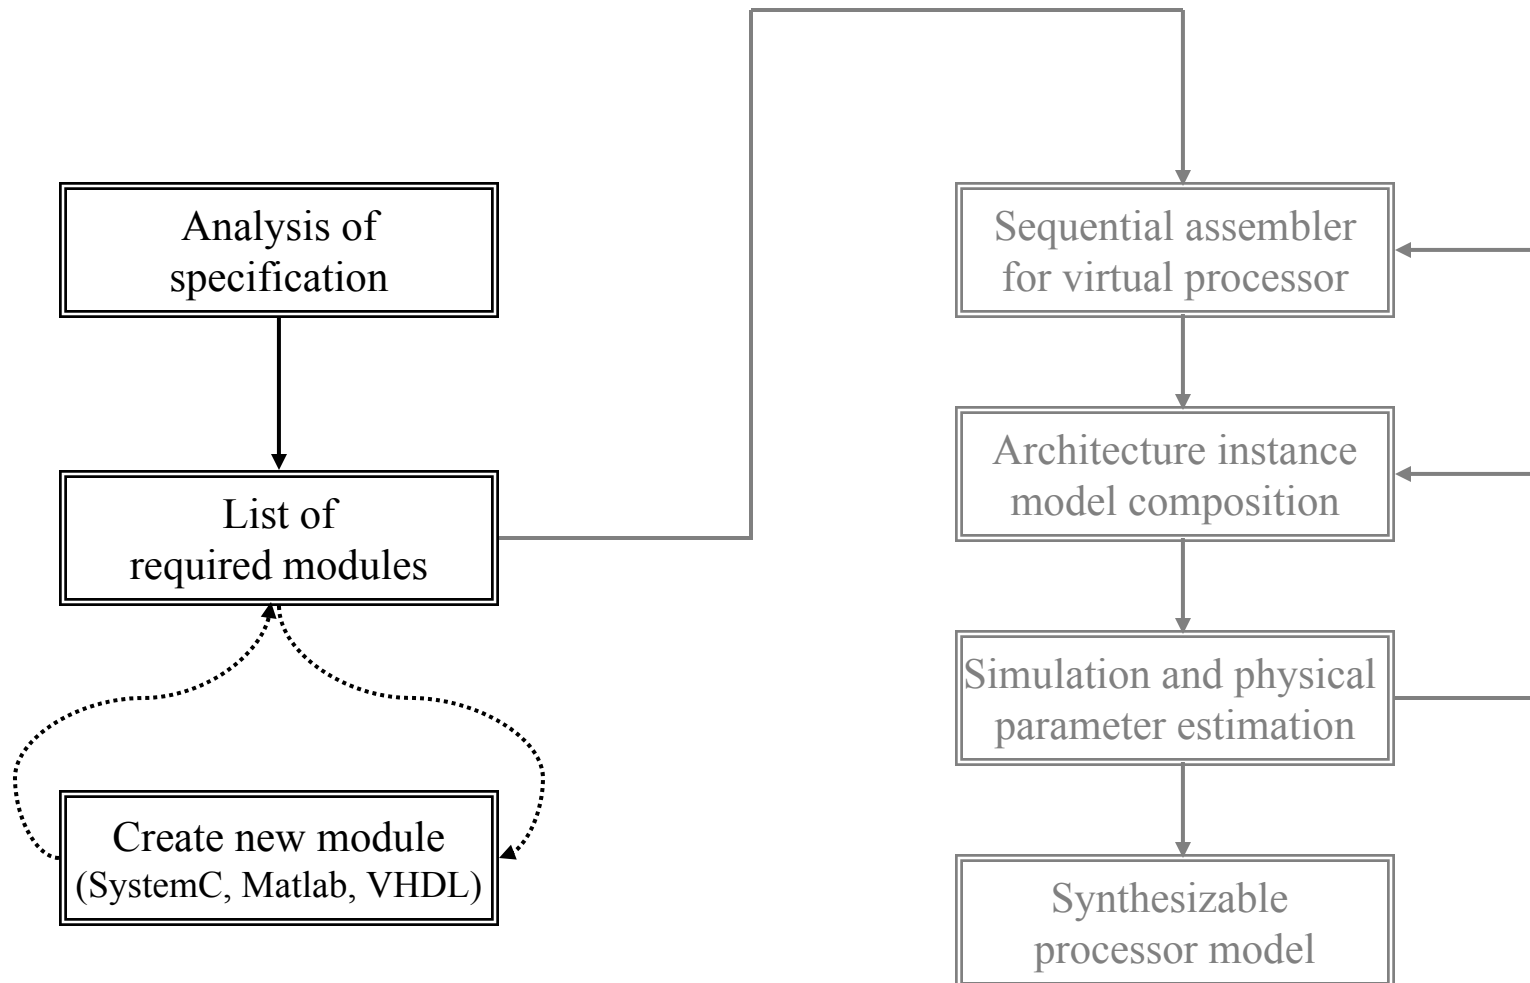 Analysis of
specification
List of
required modules
Create new module
(SystemC, Matlab, VHDL)
Sequential assembler
for virtual processor
Architecture instance
model composition
Simulation and physical
parameter estimation
Synthesizable
processor model